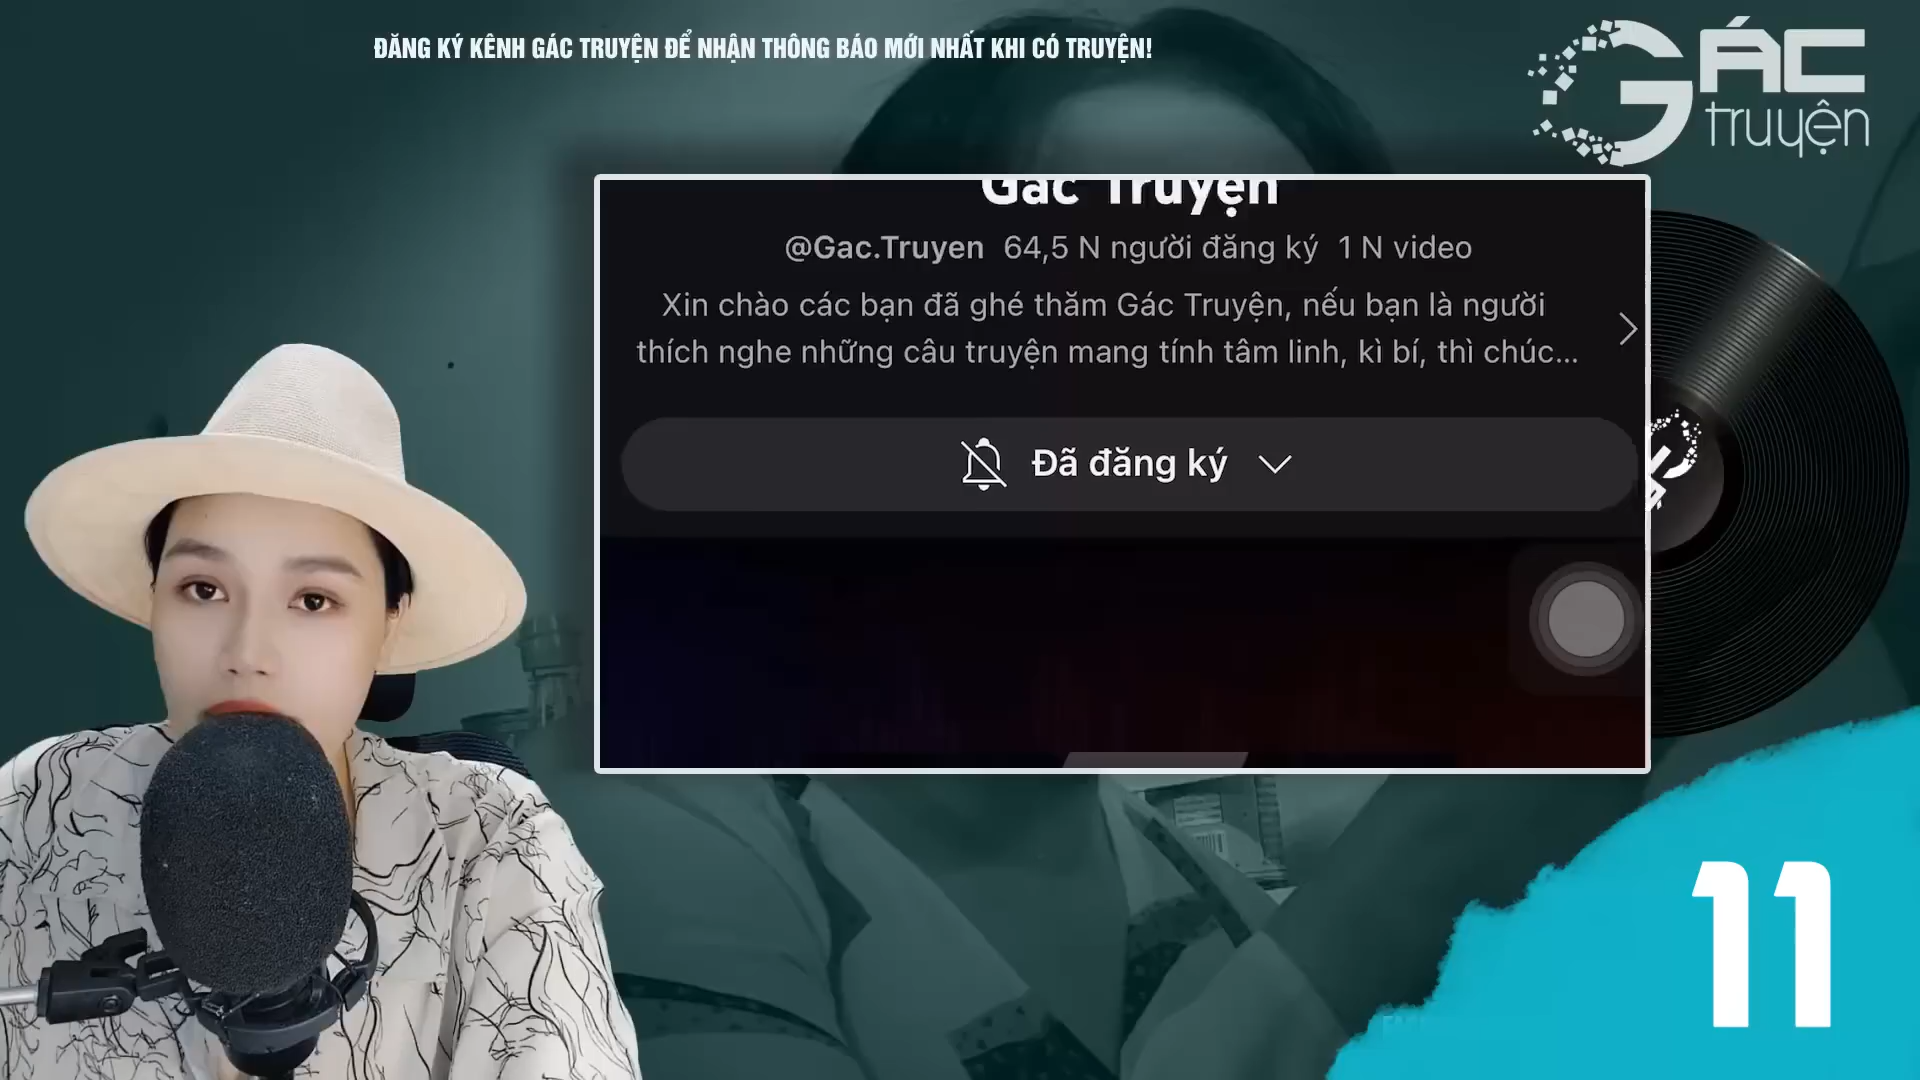 ĐĂNG KÝ KÊNH GÁC TRUYỆN ĐỂ NHẬN THÔNG BÁO MỚI NHẤT KHI CÓ TRUYỆN!
GÁC
truyện
Gác Truyện
@Gac.Truyen 64,5 N người đăng ký 1 N video
Xin chào các bạn đã ghé thăm Gác Truyện, nếu bạn là người
thích nghe những câu truyện mang tính tâm linh, kì bí, thì chúc...
Đã đăng ký
11